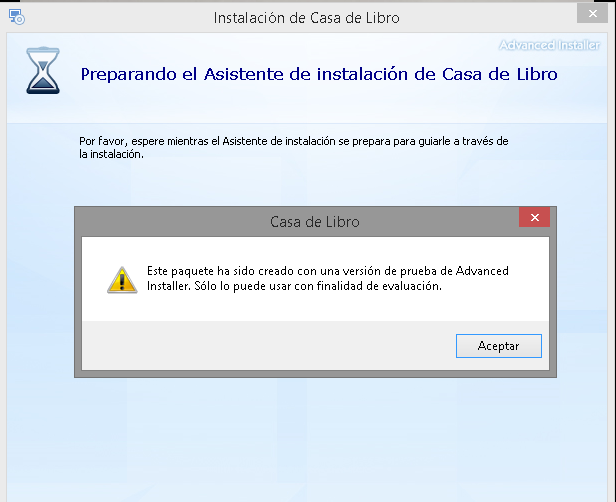 Instalación de Casa de Libro
Advanced Installer
Preparando el Asistente de instalación de Casa de Libro
Por favor, espere mientras el Asistente de instalación se prepara para guiarle a través de
la instalación.
Casa de Libro
Este paquete ha sido creado con una versión de prueba de Advanced
Installer. Sólo lo puede usar con finalidad de evaluación.
Aceptar